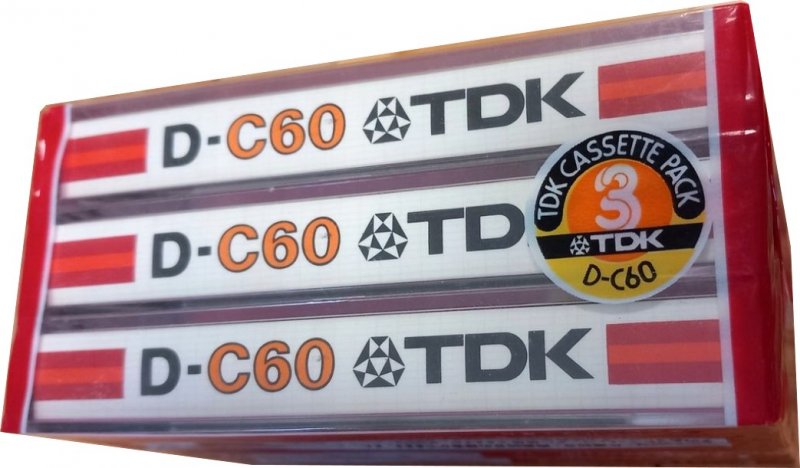 D-C60 TDK
D-C60 TD
D-C60 TDK
TDK CASSETTE PACK
3
TDK
D-C60